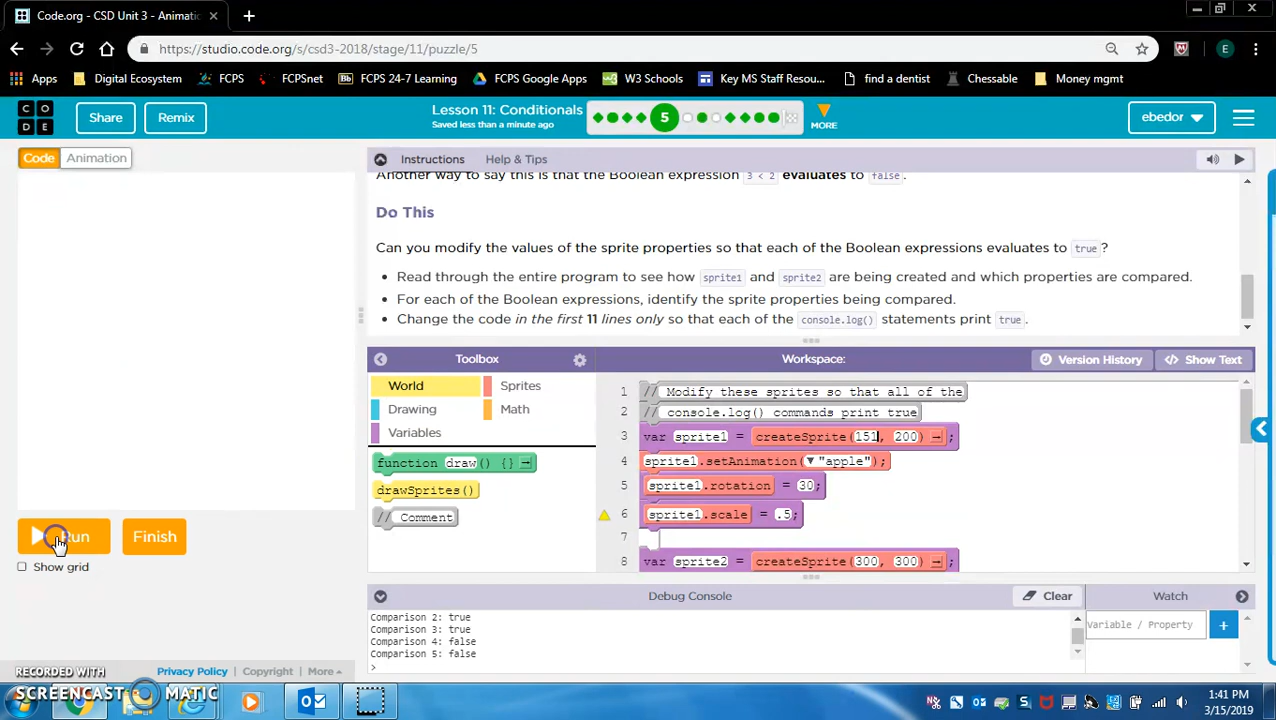 Code.org - CSD Unit 3 - Animatic
https://studio.code.org/s/csd3-2018/stage/11/puzzle/5
E
Apps Digital Ecosystem FCPS FCPSnet Bb FCPS 24-7 Learning FCPS Google Apps W3 Schools Key MS Staff Resou... find a dentist Chessable Money mgmt
CO
DE
Share Remix
Lesson 11: Conditionals
Saved less than a minute ago
5
MORE
ebedor
Code Animation
Instructions Help & Tips
Another way to say this is that the Boolean expression 3 < 2 evaluates to false.
Do This
Can you modify the values of the sprite properties so that each of the Boolean expressions evaluates to true?
• Read through the entire program to see how sprite1 and sprite2 are being created and which properties are compared.
• For each of the Boolean expressions, identify the sprite properties being compared.
• Change the code in the first 11 lines only so that each of the console.log() statements print true.
Toolbox
Workspace:
Version History </> Show Text
World Sprites
Drawing Math
Variables
function draw() {}
drawSprites()
// Comment
1 // Modify these sprites so that all of the
2 // console.log() commands print true
3 var sprite1 = createSprite(151, 200);
4 sprite1.setAnimation("apple");
5 sprite1.rotation = 30;
6 sprite1.scale = .5;
7
8 var sprite2 = createSprite(300, 300);
Run Finish
Show grid
Debug Console
Clear
Watch
Comparison 2: true
Comparison 3: true
Comparison 4: false
Comparison 5: false
>
Variable / Property
+
Privacy Policy | Copyright | More
RECORDED WITH
SCREENCAST MATIC
1:41 PM
3/15/2019